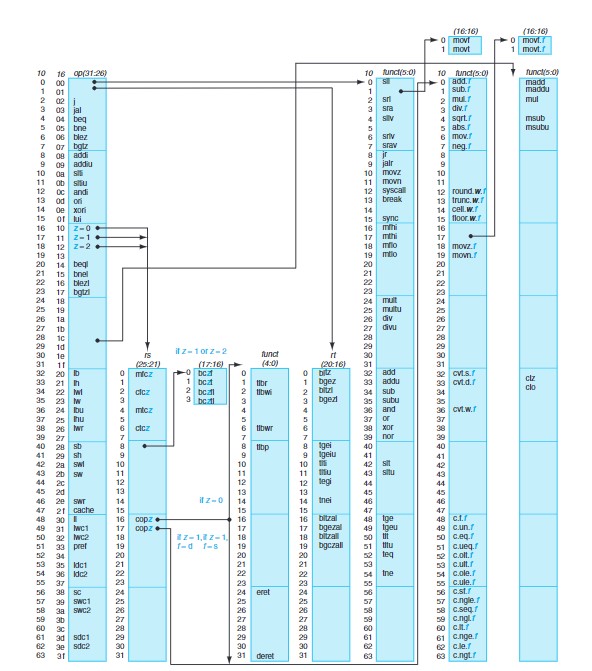 (16:16) (16:16)
0 movf 0 movt.f
1 movt 1 movt.f
10 16 op(31:26) 10 funct(5:0) 10 funct(5:0) funct(5:0)
0 00 0 sll 0 add.f madd
1 01 1 1 sub.f maddu
2 02 j 2 srl 2 mul.f mul
3 03 jal 3 sra 3 div.f
4 04 beq 4 sllv 4 sqrt.f msub
5 05 bne 5 5 abs.f msubu
6 06 blez 6 srlv 6 mov.f
7 07 bgtz 7 srav 7 neg.f
8 08 addi 8 jr 8
9 09 addiu 9 jalr 9
10 0a slti 10 movz 10
11 0b sltiu 11 movn 11
12 0c andi 12 syscall 12 round.w.f
13 0d ori 13 break 13 trunc.w.f
14 0e xori 14 14 ceil.w.f
15 0f lui 15 sync 15 floor.w.f
16 10 z = 0 16 mfhi 16
17 11 z = 1 17 mthi 17
18 12 z = 2 18 mflo 18 movz.f
19 13 19 mtlo 19 movn.f
20 14 beql 20 20
21 15 bnel 21 21
22 16 blezl 22 22
23 17 bgtzl 23 23
24 18 24 mult 24
25 19 25 multu 25
26 1a 26 div 26
27 1b 27 divu 27
28 1c 28 28
29 1d 29 29
30 1e rs (25:21) if z = 1 or z = 2 (17:16) funct (4:0) rt (20:16) 30 30
31 1f 31 31
32 20 lb 0 mfcz 0 bczf 0 0 bltz 32 add 32 cvt.s.f clz
33 21 lh 1 1 bczt 1 tlbr 1 bgez 33 addu 33 cvt.d.f clo
34 22 lwl 2 cfcz 2 bczfl 2 tlbwi 2 bltzl 34 sub 34
35 23 lw 3 3 bcztl 3 3 bgezl 35 subu 35
36 24 lbu 4 mtcz 4 4 36 and 36 cvt.w.f
37 25 lhu 5 5 5 37 or 37
38 26 lwr 6 ctcz 6 tlbwr 6 38 xor 38
39 27 7 7 7 39 nor 39
40 28 sb 8 8 tlbp 8 tgei 40 40
41 29 sh 9 9 9 tgeiu 41 41
42 2a swl 10 10 10 tlti 42 slt 42
43 2b sw 11 11 11 tltiu 43 sltu 43
44 2c 12 12 12 tegi 44 44
45 2d 13 13 13 45 45
46 2e swr 14 if z = 0 14 14 tnei 46 46
47 2f cache 15 15 15 47 47
48 30 ll 16 copz 16 16 bltzal 48 tge 48 c.f.f
49 31 lwc1 17 copz 17 17 bgezal 49 tgeu 49 c.un.f
50 32 lwc2 18 if z = 1, f = d if z = 1, f = s 18 18 bltzall 50 tlt 50 c.eq.f
51 33 pref 19 19 19 bgczall 51 tltu 51 c.ueq.f
52 34 20 20 20 52 teq 52 c.olt.f
53 35 ldc1 21 21 21 53 53 c.ult.f
54 36 ldc2 22 22 22 54 tne 54 c.ole.f
55 37 23 23 23 55 55 c.ule.f
56 38 sc 24 24 eret 24 56 56 c.st.f
57 39 swc1 25 25 25 57 57 c.ngle.f
58 3a swc2 26 26 26 58 58 c.seq.f
59 3b 27 27 27 59 59 c.ngl.f
60 3c 28 28 28 60 60 c.lt.f
61 3d sdc1 29 29 29 61 61 c.nge.f
62 3e sdc2 30 30 30 62 62 c.le.f
63 3f 31 31 deret 31 63 63 c.ngt.f